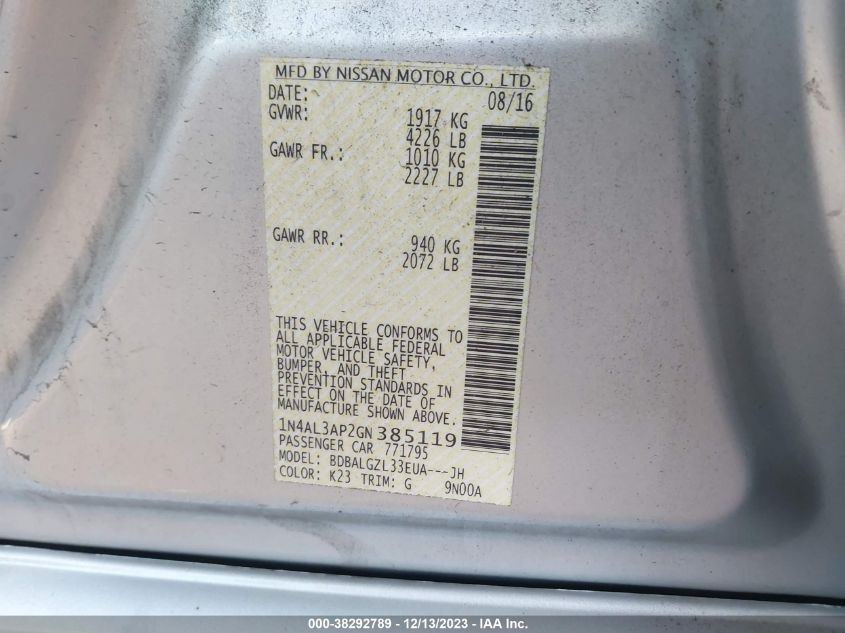 MFD BY NISSAN MOTOR CO., LTD.
DATE: 08/16
GVWR: 1917 KG
4226 LB
GAWR FR.: 1010 KG
2227 LB
GAWR RR.: 940 KG
2072 LB
THIS VEHICLE CONFORMS TO
ALL APPLICABLE FEDERAL
MOTOR VEHICLE SAFETY,
BUMPER, AND THEFT
PREVENTION STANDARDS IN
EFFECT ON THE DATE OF
MANUFACTURE SHOWN ABOVE.
1N4AL3AP2GN385119
PASSENGER CAR 771795
MODEL: BDBALGZL33EUA---JH
COLOR: K23 TRIM: G 9N00A
000-38292789 - 12/13/2023 - IAA Inc.